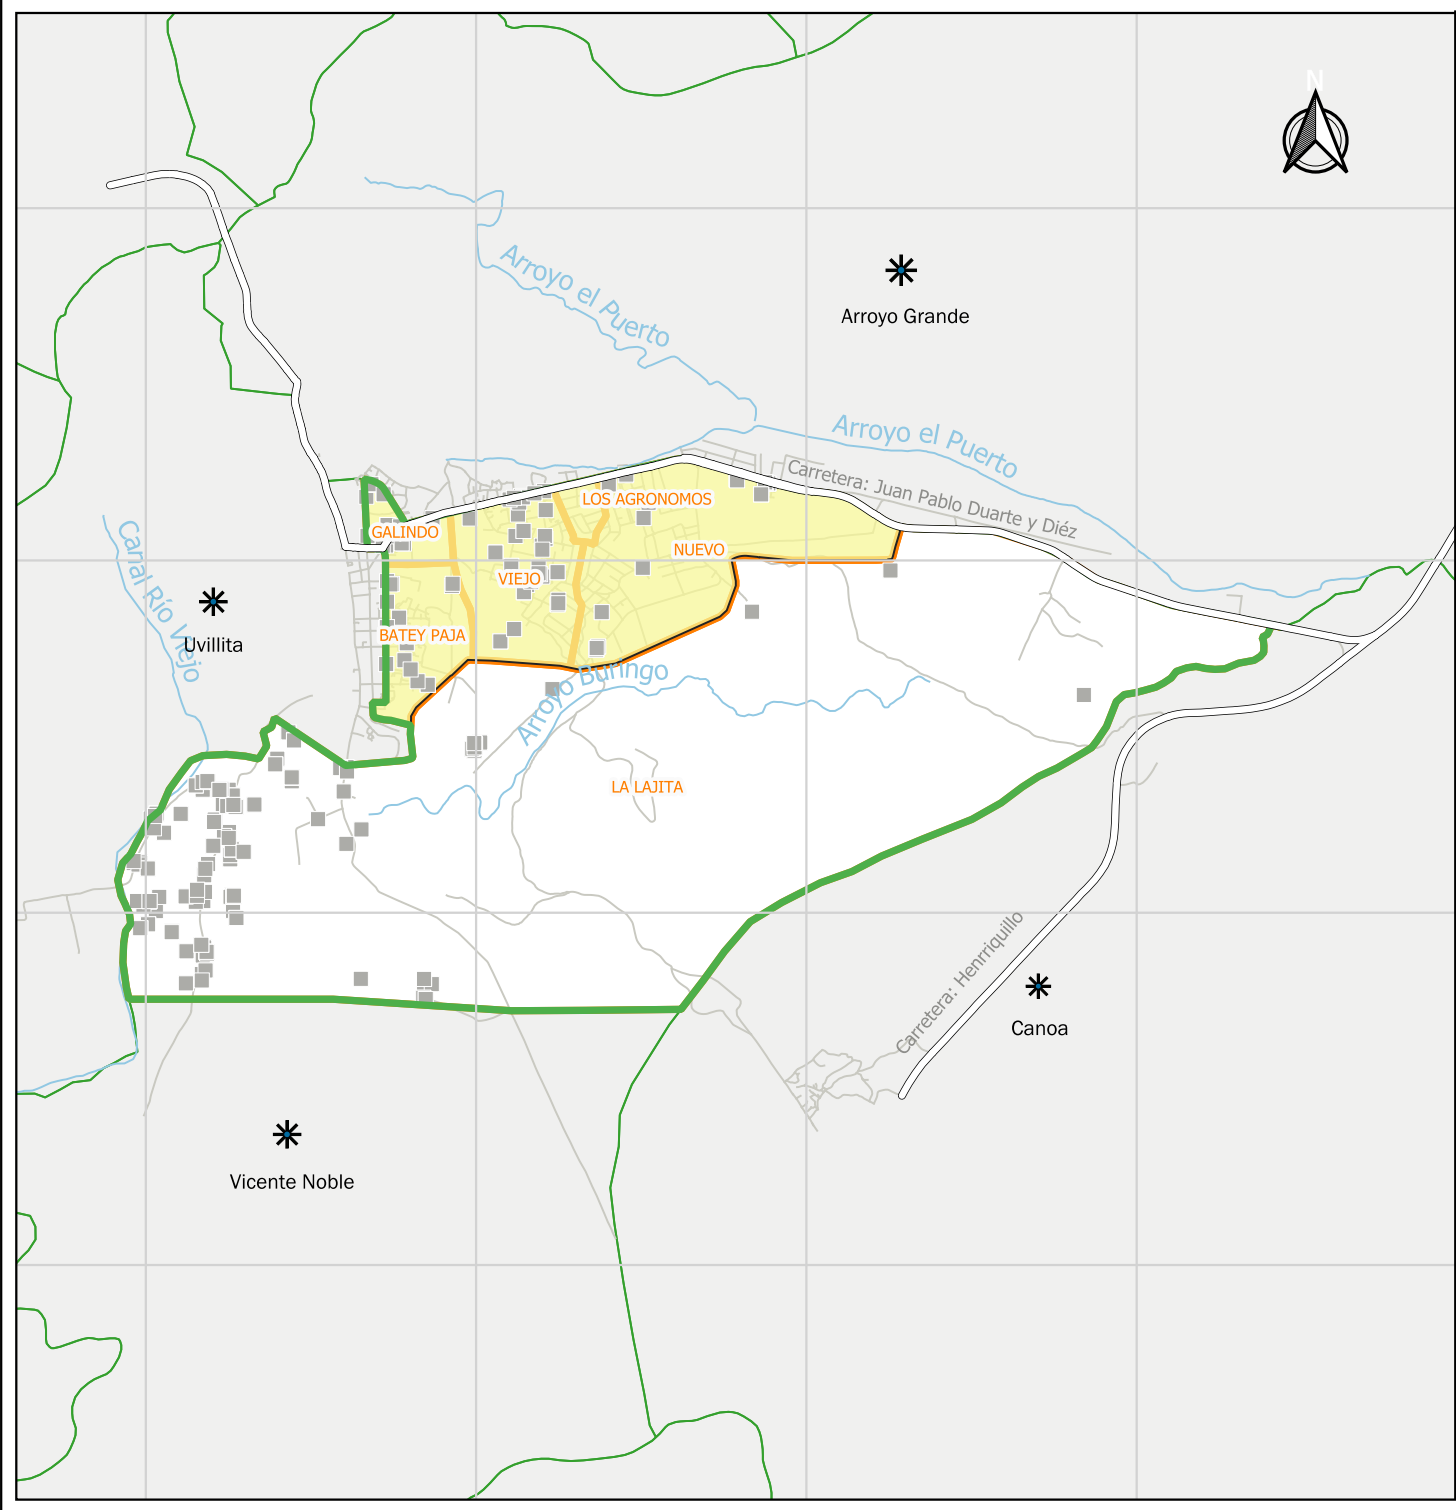 N
Arroyo el Puerto
Arroyo Grande
Arroyo el Puerto
Carretera: Juan Pablo Duarte y Diéz
LOS AGRONOMOS
GALINDO
NUEVO
VIEJO
Canal Río Viejo
Uvillita
BATEY PAJA
Arroyo Buringo
LA LAJITA
Carretera: Henrriquillo
Canoa
Vicente Noble